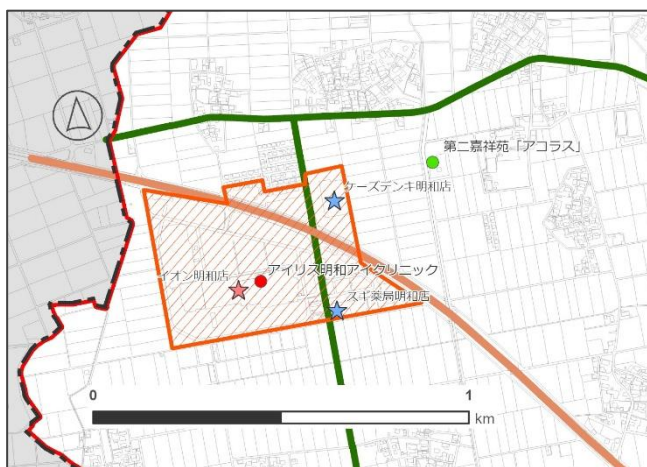 第二嘉祥苑「アコラス」
ケーズデンキ明和店
アイリス明和アイクリニック
イオン明和店
スギ薬局明和店
0
1
km